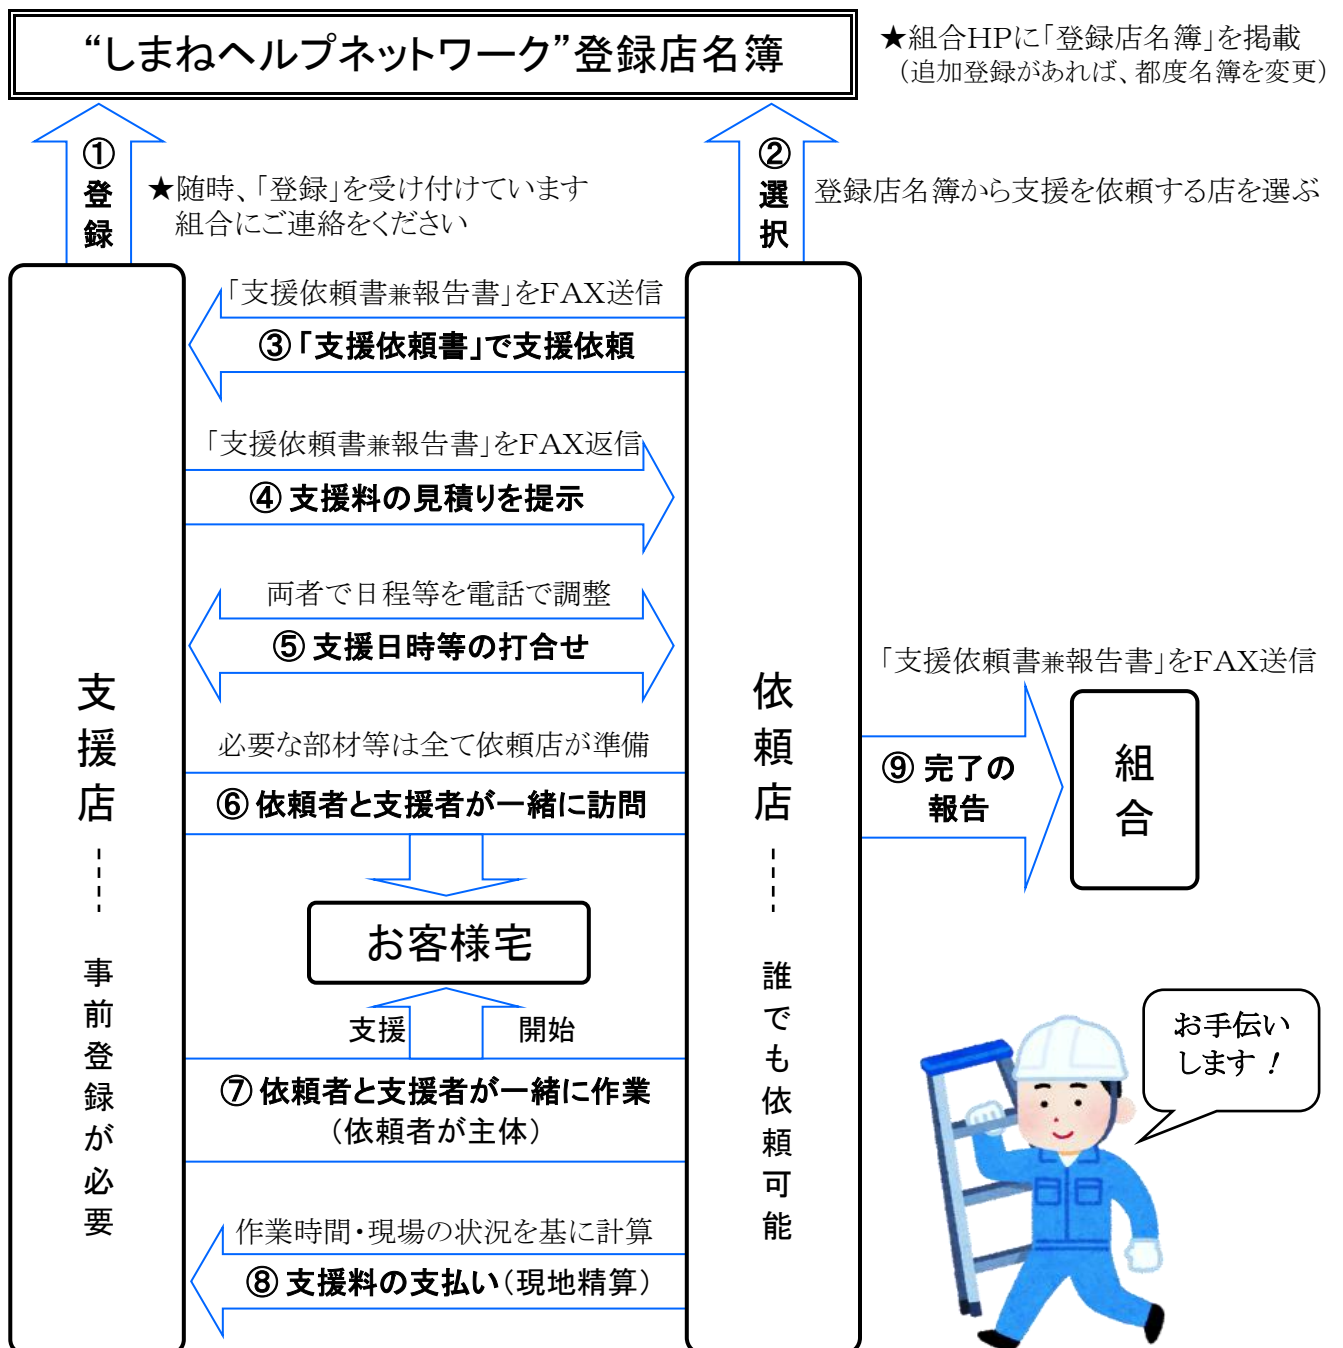 “しまねヘルプネットワーク”登録店名簿
★組合HPに「登録店名簿」を掲載
（追加登録があれば、都度名簿を変更）
①
登
録
★随時、「登録」を受け付けています
組合にご連絡をください
②
選
択
登録店名簿から支援を依頼する店を選ぶ
「支援依頼書兼報告書」をFAX送信
③「支援依頼書」で支援依頼
「支援依頼書兼報告書」をFAX返信
④ 支援料の見積りを提示
両者で日程等を電話で調整
⑤ 支援日時等の打合せ
必要な部材等は全て依頼店が準備
⑥ 依頼者と支援者が一緒に訪問
お客様宅
支援 開始
⑦ 依頼者と支援者が一緒に作業
（依頼者が主体）
作業時間・現場の状況を基に計算
⑧ 支援料の支払い（現地精算）
支援店
事前登録が必要
依頼店
誰でも依頼可能
「支援依頼書兼報告書」をFAX送信
⑨ 完了の
報告
組合
お手伝い
します！